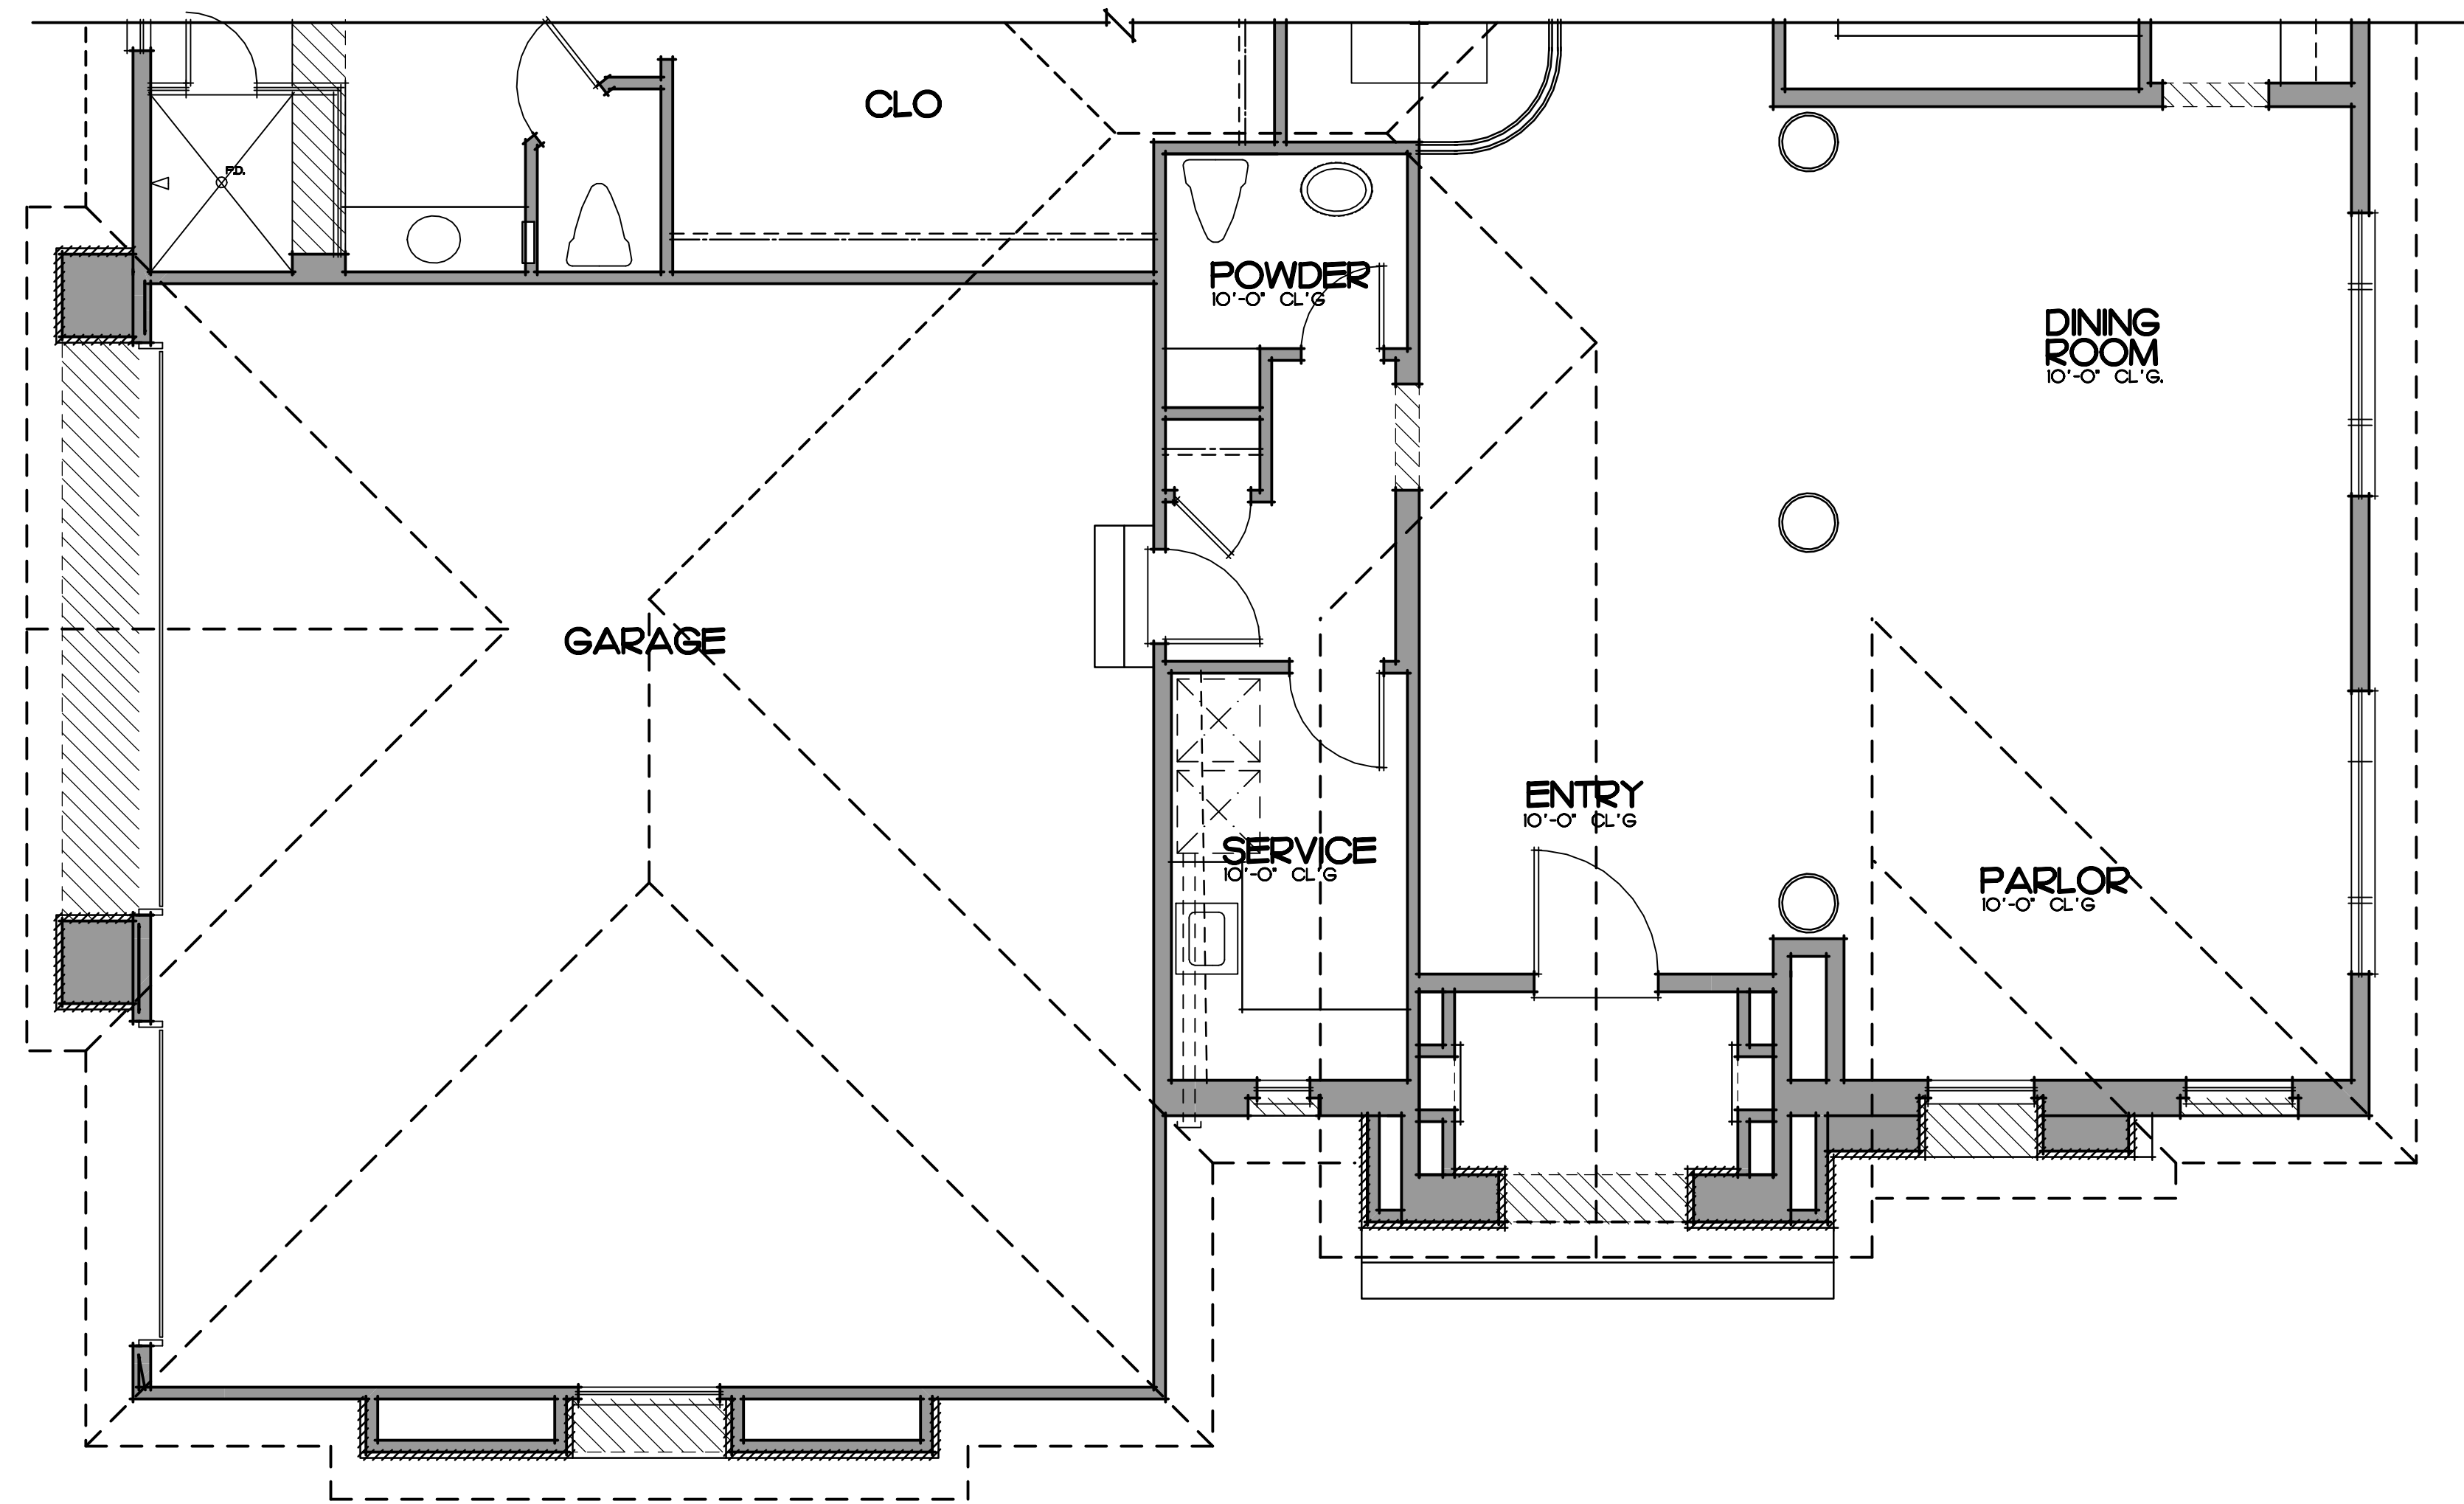 CLO
F.D.
POWDER
10'-0" CL'G
DINING
ROOM
10'-0" CL'G.
GARAGE
ENTRY
10'-0" CL'G
SERVICE
10'-0" CL'G
PARLOR
10'-0" CL'G